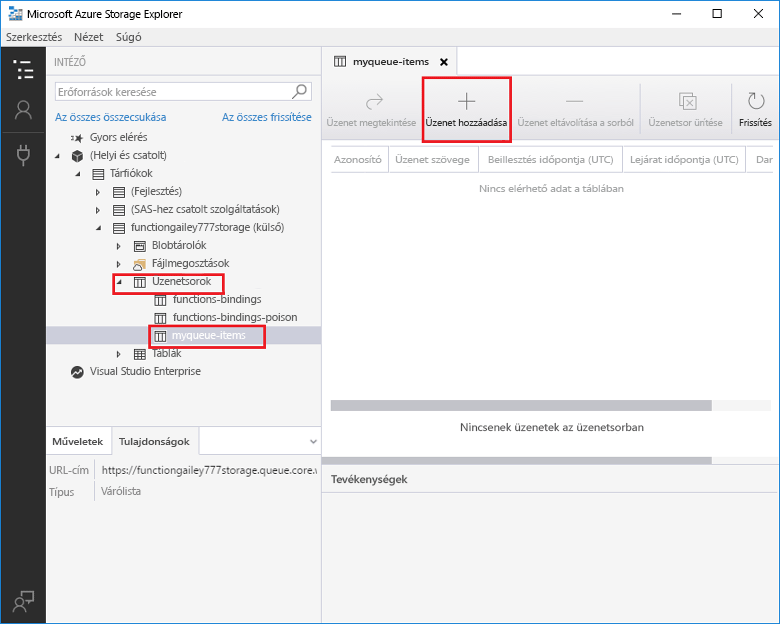 Microsoft Azure Storage Explorer
Szerkesztés Nézet Súgó
INTÉZŐ
Erőforrások keresése
Az összes összecsukása Az összes frissítése
Gyors elérés
(Helyi és csatolt)
Tárfiókok
(Fejlesztés)
(SAS-hez csatolt szolgáltatások)
functiongailey777storage (külső)
Blobtárolók
Fájlmegosztások
Üzenetsorok
functions-bindings
functions-bindings-poison
myqueue-items
Táblák
Visual Studio Enterprise
Műveletek Tulajdonságok
URL-cím https://functiongailey777storage.queue.core.v
Típus Várólista
myqueue-items
Üzenet megtekintése Üzenet hozzáadása Üzenet eltávolítása a sorból Üzenetsor ürítése Frissítés
Azonosító Üzenet szövege Beillesztés időpontja (UTC) Lejárat időpontja (UTC) Dar
Nincs elérhető adat a táblában
Nincsenek üzenetek az üzenetsorban
Tevékenységek